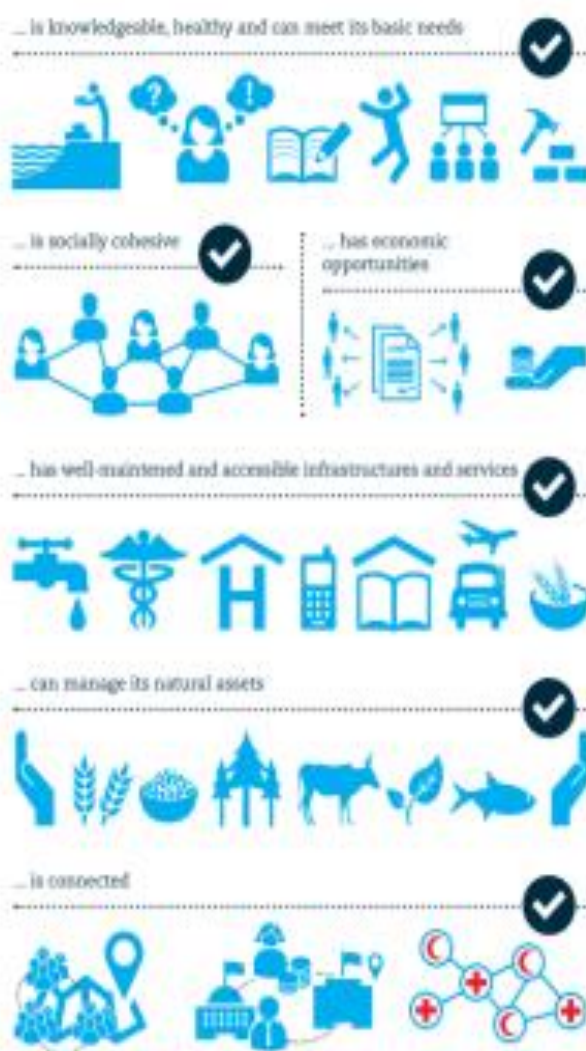 ... is knowledgeable, healthy and can meet its basic needs
... is socially cohesive
... has economic
opportunities
... has well-maintened and accessible infrastructures and services
... can manage its natural assets
... is connected